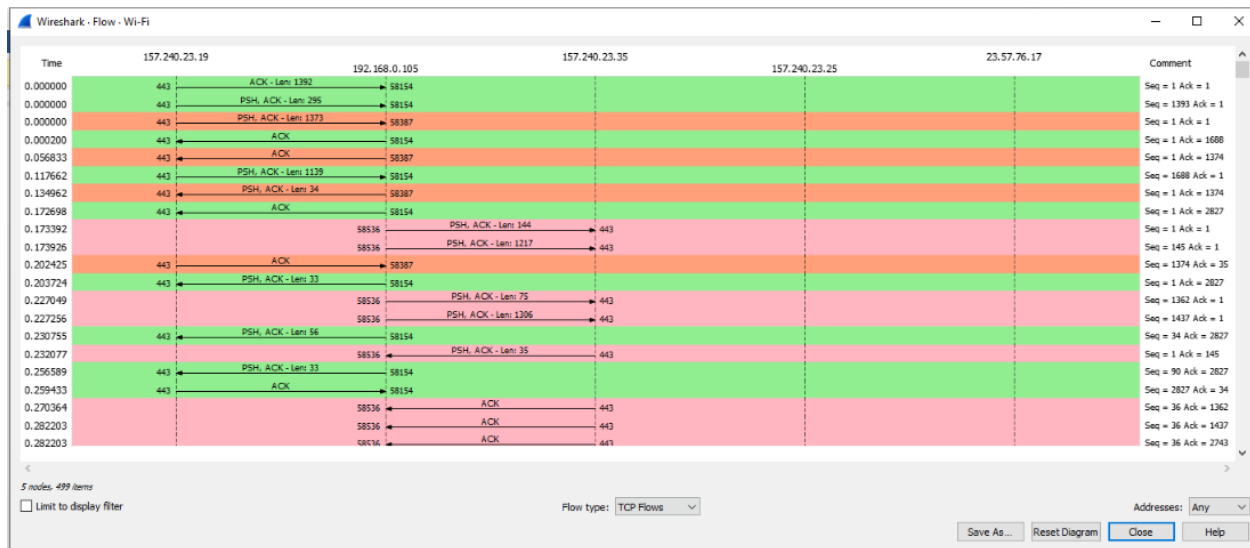 Wireshark · Flow · Wi-Fi
157.240.23.19 157.240.23.35 23.57.76.17
Time 192.168.0.105 157.240.23.25 Comment
0.000000 443 ACK - Len: 1392 58154 Seq = 1 Ack = 1
0.000000 443 PSH, ACK - Len: 295 58154 Seq = 1393 Ack = 1
0.000000 443 PSH, ACK - Len: 1373 58387 Seq = 1 Ack = 1
0.000200 443 ACK 58154 Seq = 1 Ack = 1688
0.056833 443 ACK 58387 Seq = 1 Ack = 1374
0.117662 443 PSH, ACK - Len: 1139 58154 Seq = 1688 Ack = 1
0.134962 443 PSH, ACK - Len: 34 58387 Seq = 1 Ack = 1374
0.172698 443 ACK 58154 Seq = 1 Ack = 2827
0.173392 58536 PSH, ACK - Len: 144 443 Seq = 1 Ack = 1
0.173926 58536 PSH, ACK - Len: 1217 443 Seq = 145 Ack = 1
0.202425 443 ACK 58387 Seq = 1374 Ack = 35
0.203724 443 PSH, ACK - Len: 33 58154 Seq = 1 Ack = 2827
0.227049 58536 PSH, ACK - Len: 75 443 Seq = 1362 Ack = 1
0.227256 58536 PSH, ACK - Len: 1306 443 Seq = 1437 Ack = 1
0.230755 443 PSH, ACK - Len: 56 58154 Seq = 34 Ack = 2827
0.232077 58536 PSH, ACK - Len: 35 443 Seq = 1 Ack = 145
0.256589 443 PSH, ACK - Len: 33 58154 Seq = 90 Ack = 2827
0.259433 443 ACK 58154 Seq = 2827 Ack = 34
0.270364 58536 ACK 443 Seq = 36 Ack = 1362
0.282203 58536 ACK 443 Seq = 36 Ack = 1437
0.282203 58536 ACK 443 Seq = 36 Ack = 2743
5 nodes, 499 items
Limit to display filter Flow type: TCP Flows Addresses: Any
Save As... Reset Diagram Close Help